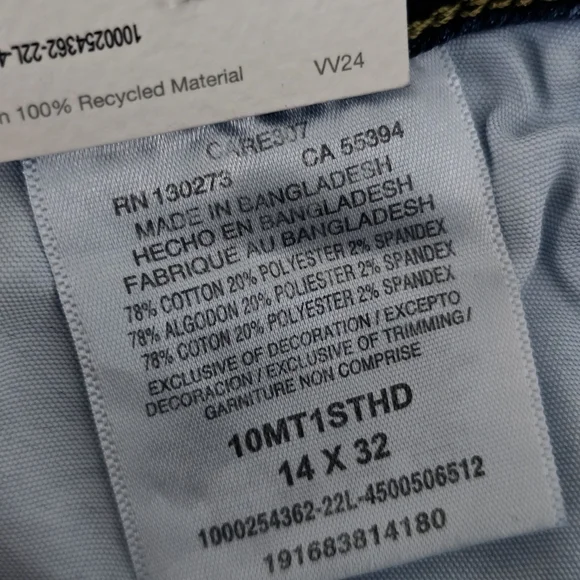 1000254362-22L-4
n 100% Recycled Material VV24
CARE307
RN 130273 CA 55394
MADE IN BANGLADESH
HECHO EN BANGLADESH
FABRIQUE AU BANGLADESH
78% COTTON 20% POLYESTER 2% SPANDEX
78% ALGODON 20% POLIESTER 2% SPANDEX
78% COTON 20% POLYESTER 2% SPANDEX
EXCLUSIVE OF DECORATION / EXCEPTO
DECORACION / EXCLUSIVE OF TRIMMING /
GARNITURE NON COMPRISE
10MT1STHD
14 X 32
1000254362-22L-4500506512
191683814180